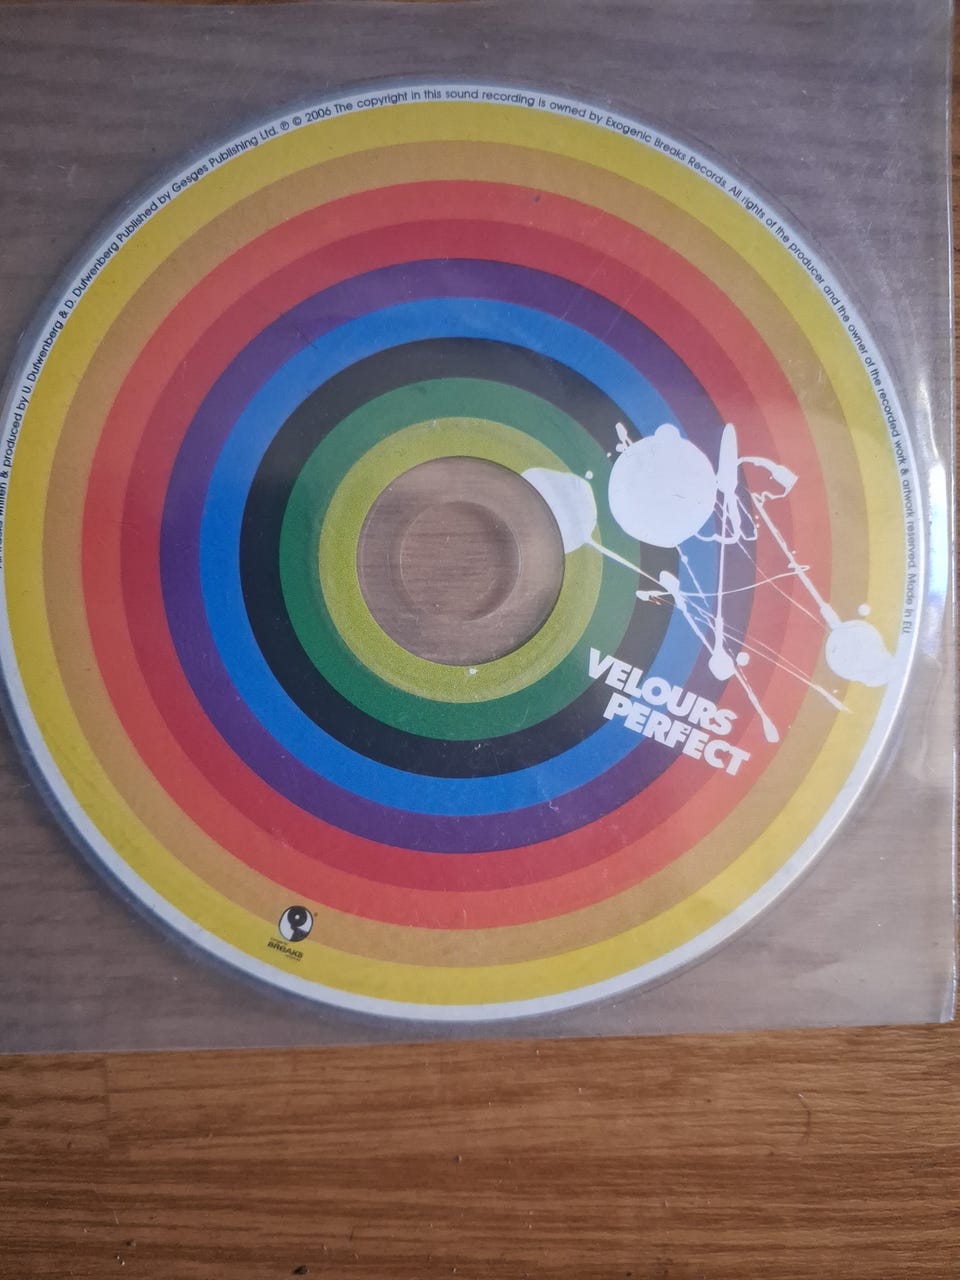 written & produced by U. Dutwenberg & D. Dutwenberg Published by Gesges Publishing Ltd. ℗ © 2006 The copyright in this sound recording is owned by Exogenic Breaks Records. All rights of the producer and the owner of the recorded work & artwork reserved. Made in EU.
VELOURS
PERFECT
BREAKS